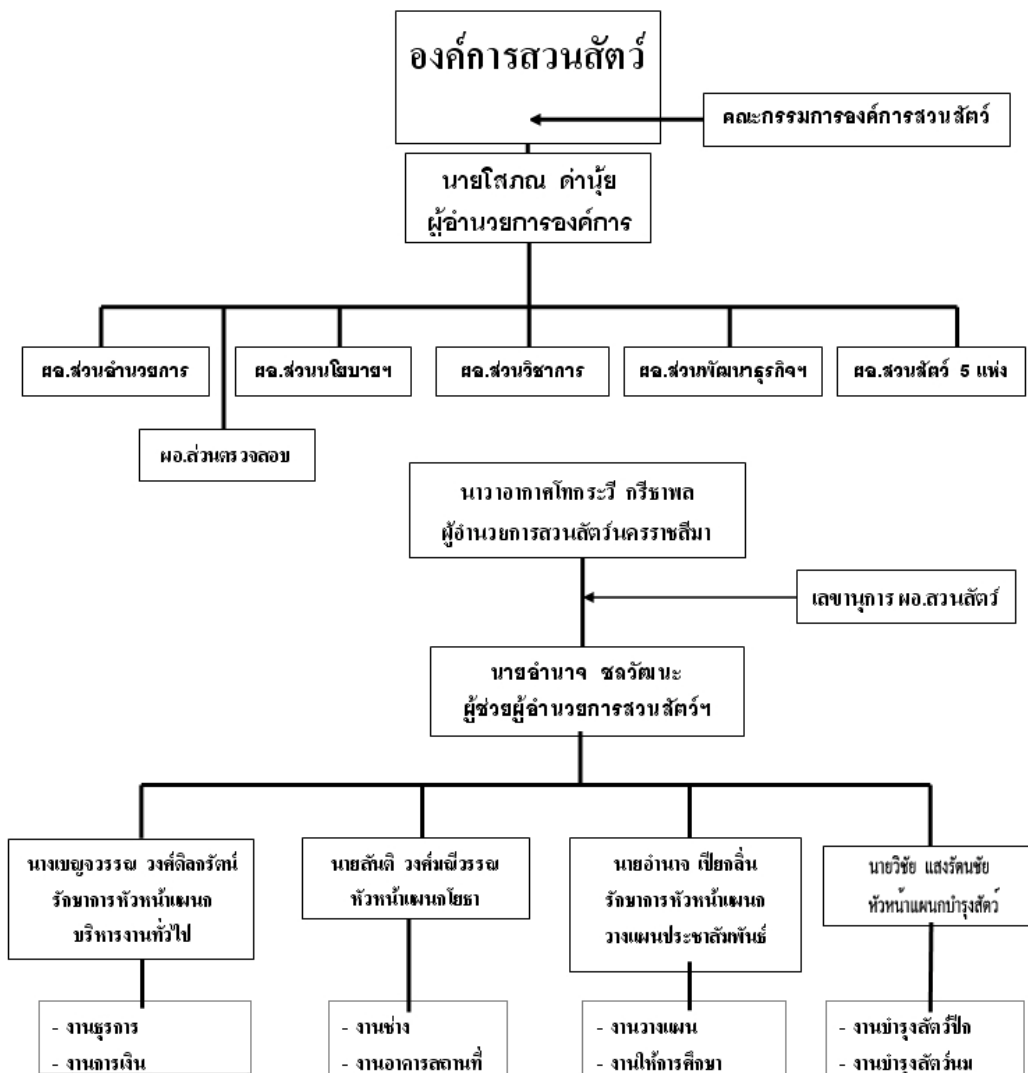 องค์การสวนสัตว์
คณะกรรมการองค์การสวนสัตว์
นายโสภณ ดำนุ้ย
ผู้อำนวยการองค์การ
ผอ.ส่วนอำนวยการ
ผอ.ส่วนนโยบายฯ
ผอ.ส่วนวิชาการ
ผอ.ส่วนพัฒนาธุรกิจฯ
ผอ.สวนสัตว์ 5 แห่ง
ผอ.ส่วนตรวจสอบ
นาวาอากาศโทกระวี กรีธาพล
ผู้อำนวยการสวนสัตว์นครราชสีมา
เลขานุการ ผอ.สวนสัตว์
นายอำนาจ ชลวัฒนะ
ผู้ช่วยผู้อำนวยการสวนสัตว์ฯ
นางเบญจวรรณ วงศ์ดิลกรัตน์
รักษาการหัวหน้าแผนก
บริหารงานทั่วไป
นายสันติ วงศ์มณีวรรณ
หัวหน้าแผนกโยธา
นายอำนาจ เปียกลิ่น
รักษาการหัวหน้าแผนก
วางแผนประชาสัมพันธ์
นายวิชัย แสงรัตนชัย
หัวหน้าแผนกบำรุงสัตว์
- งานธุรการ
- งานการเงิน
- งานช่าง
- งานอาคารสถานที่
- งานวางแผน
- งานให้การศึกษา
- งานบำรุงสัตว์ปีก
- งานบำรุงสัตว์นม